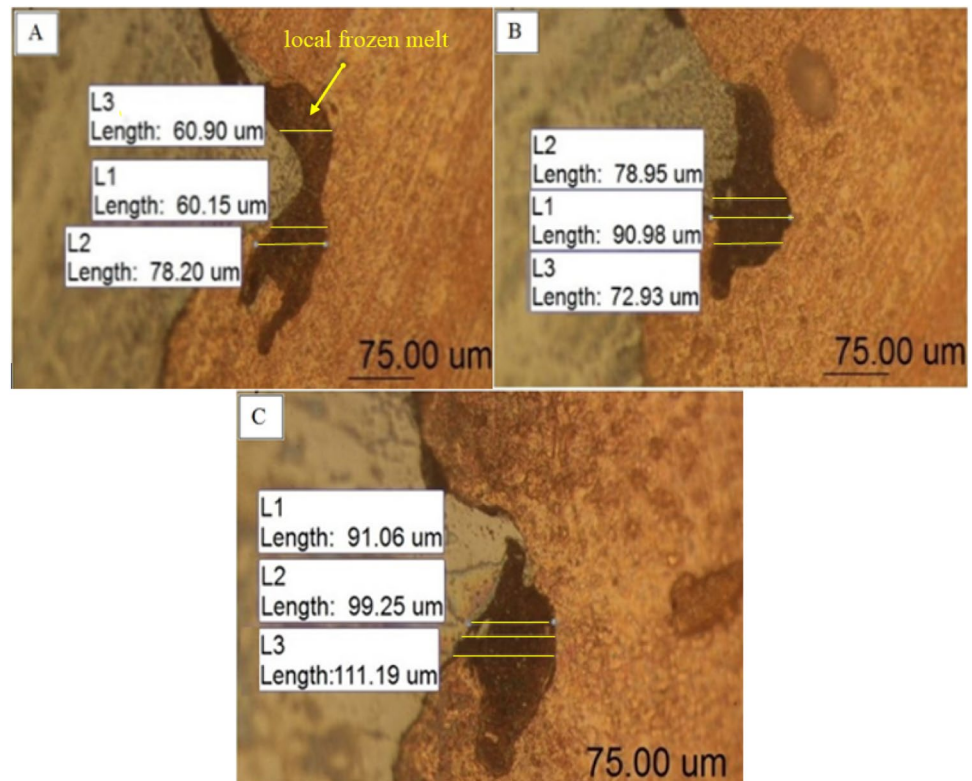 A
local frozen melt
L3
Length: 60.90 um
L1
Length: 60.15 um
L2
Length: 78.20 um
75.00 um
B
L2
Length: 78.95 um
L1
Length: 90.98 um
L3
Length: 72.93 um
75.00 um
C
L1
Length: 91.06 um
L2
Length: 99.25 um
L3
Length:111.19 um
75.00 um